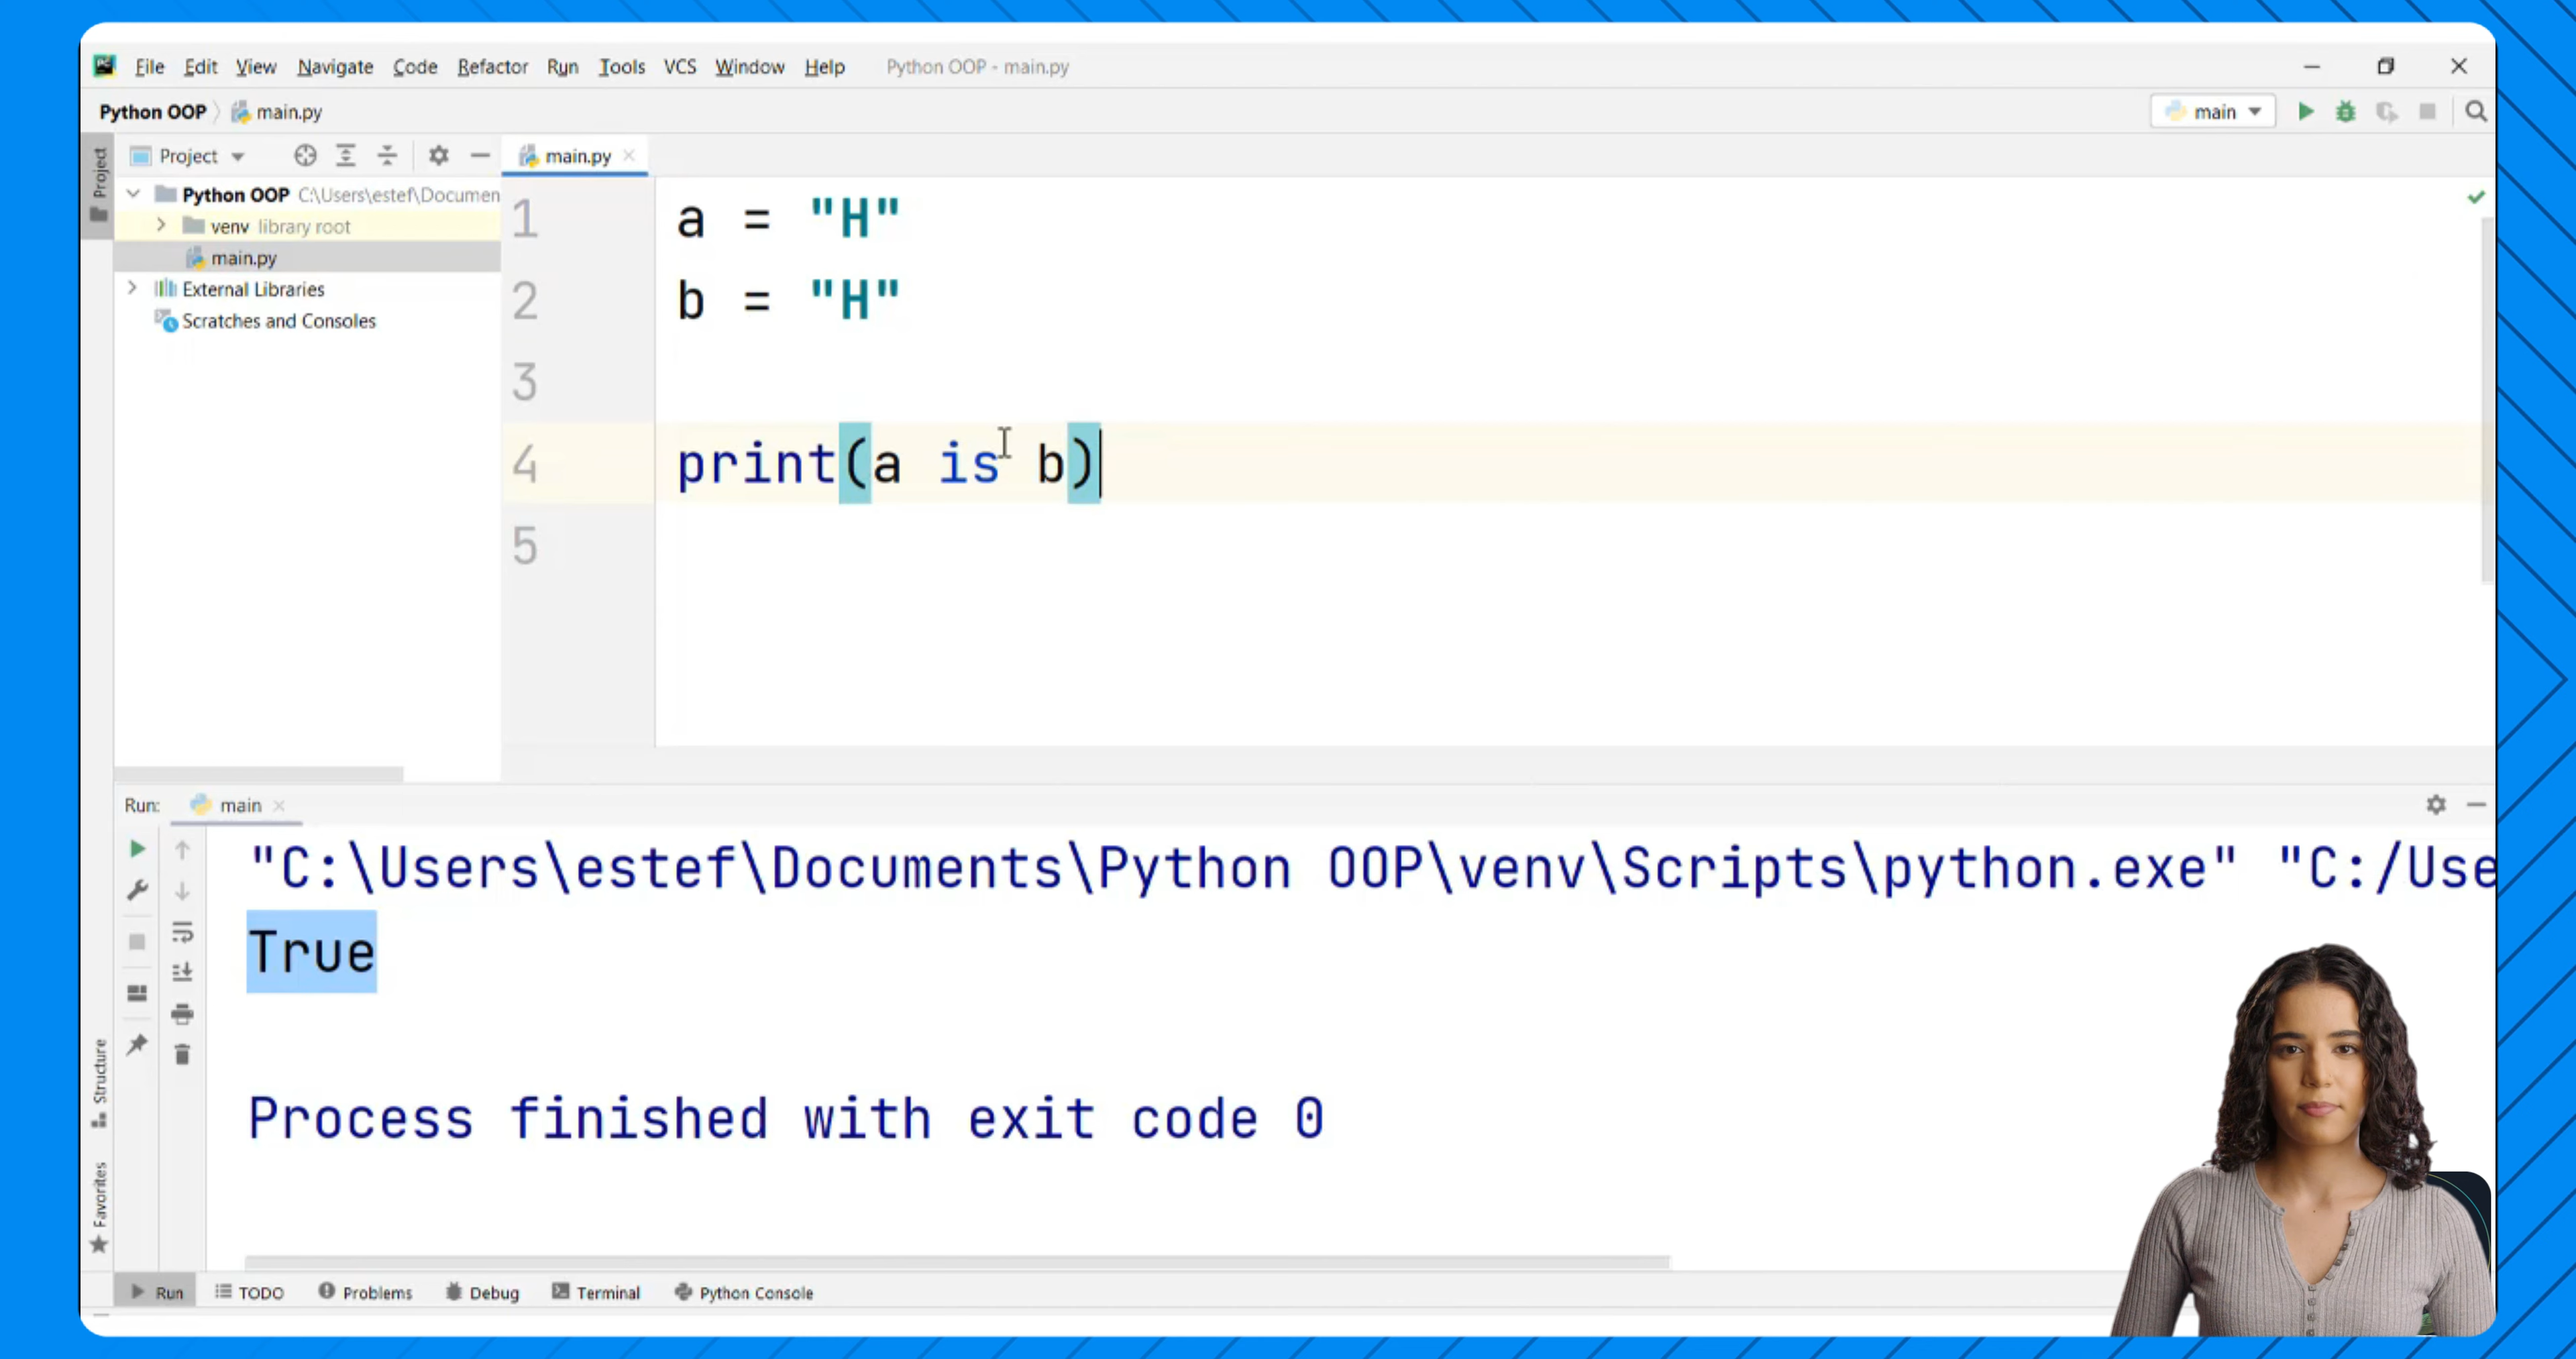 File Edit View Navigate Code Refactor Run Tools VCS Window Help Python OOP - main.py
Python OOP main.py
main
Project
Project
main.py
Python OOP C:\Users\estef\Documen
venv library root
main.py
External Libraries
Scratches and Consoles
1 a = "H"
2 b = "H"
3
4 print(a is b)
5
Run: main
"C:\Users\estef\Documents\Python OOP\venv\Scripts\python.exe" "C:/Use
True
Process finished with exit code 0
Structure
Favorites
Run TODO Problems Debug Terminal Python Console